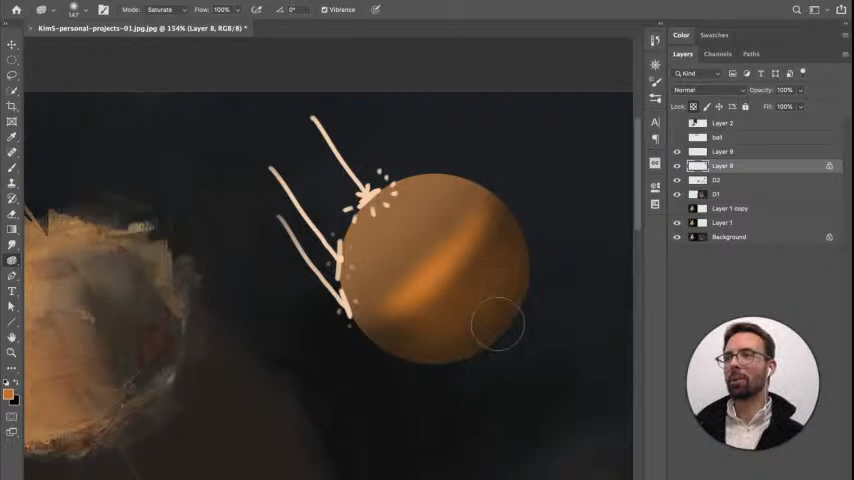 Mode: Saturate Flow: 100% 0° Vibrance
147
KimS-personal-projects-01.jpg.jpg @ 154% (Layer 8, RGB/8) *
Color Swatches
Layers Channels Paths
Kind
Normal Opacity: 100%
Lock: Fill: 100%
Layer 2
ball
Layer 9
Layer 8
D2
D1
Layer 1 copy
Layer 1
Background